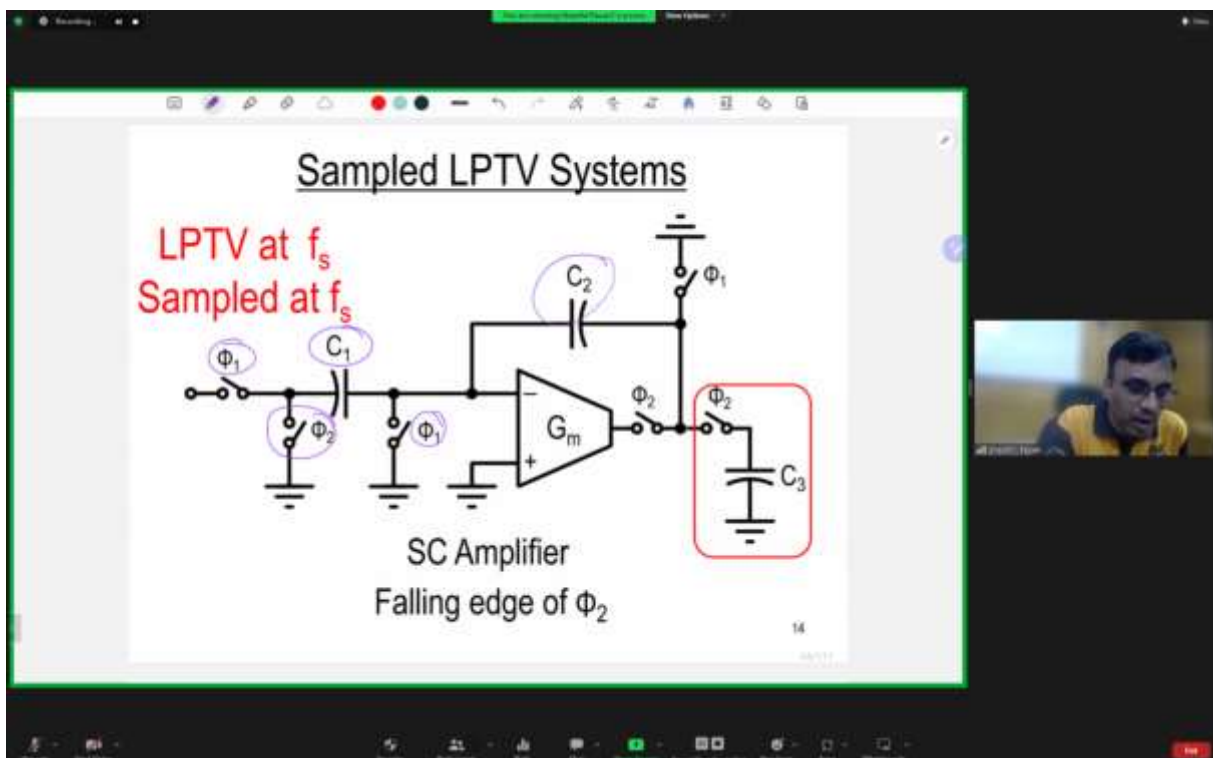 Recording
Sampled LPTV Systems
LPTV at fs
Sampled at fs
Φ1
C1
C2
Φ1
Φ2
Φ1
Gm
Φ2
Φ2
C3
SC Amplifier
Falling edge of Φ2
14